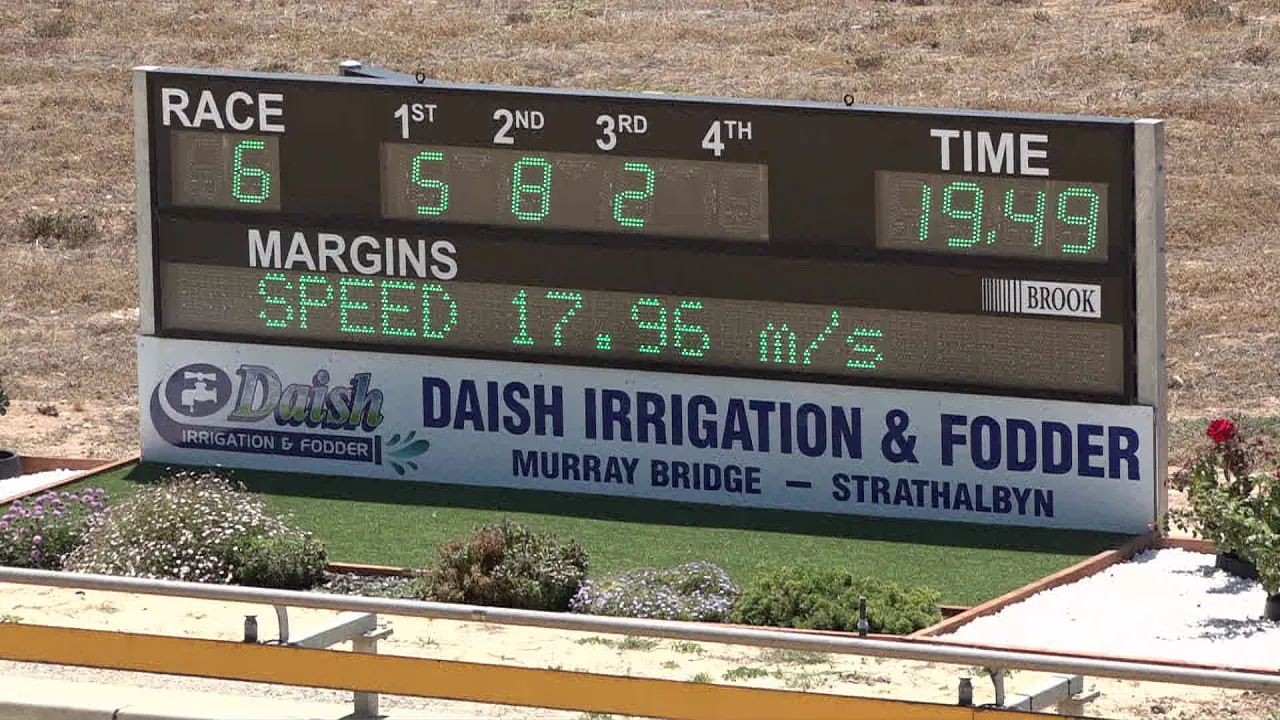 RACE 1ST 2ND 3RD 4TH TIME
6 5 8 2 19.49
MARGINS
BROOK
SPEED 17.96 m/s
Daish
IRRIGATION & FODDER
DAISH IRRIGATION & FODDER
MURRAY BRIDGE — STRATHALBYN